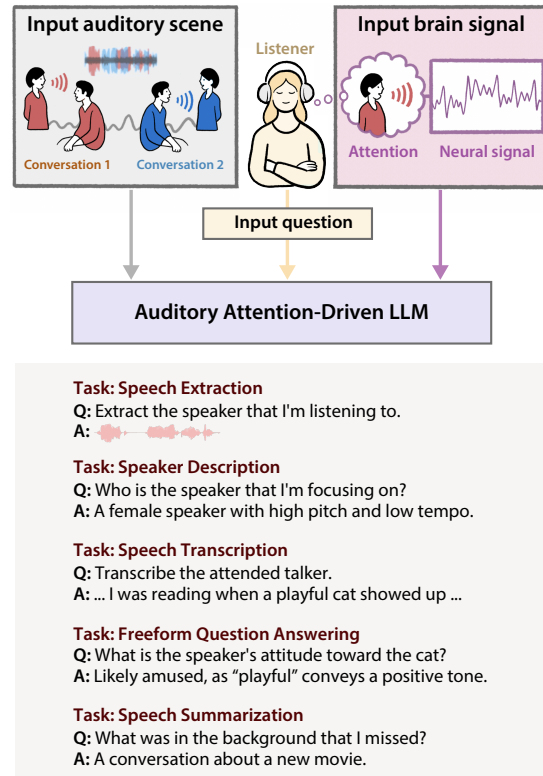 Input auditory scene
Listener
Input brain signal
Conversation 1
Conversation 2
Attention
Neural signal
Input question
Auditory Attention-Driven LLM
Task: Speech Extraction
Q: Extract the speaker that I'm listening to.
A:
Task: Speaker Description
Q: Who is the speaker that I'm focusing on?
A: A female speaker with high pitch and low tempo.
Task: Speech Transcription
Q: Transcribe the attended talker.
A: ... I was reading when a playful cat showed up ...
Task: Freeform Question Answering
Q: What is the speaker's attitude toward the cat?
A: Likely amused, as “playful” conveys a positive tone.
Task: Speech Summarization
Q: What was in the background that I missed?
A: A conversation about a new movie.